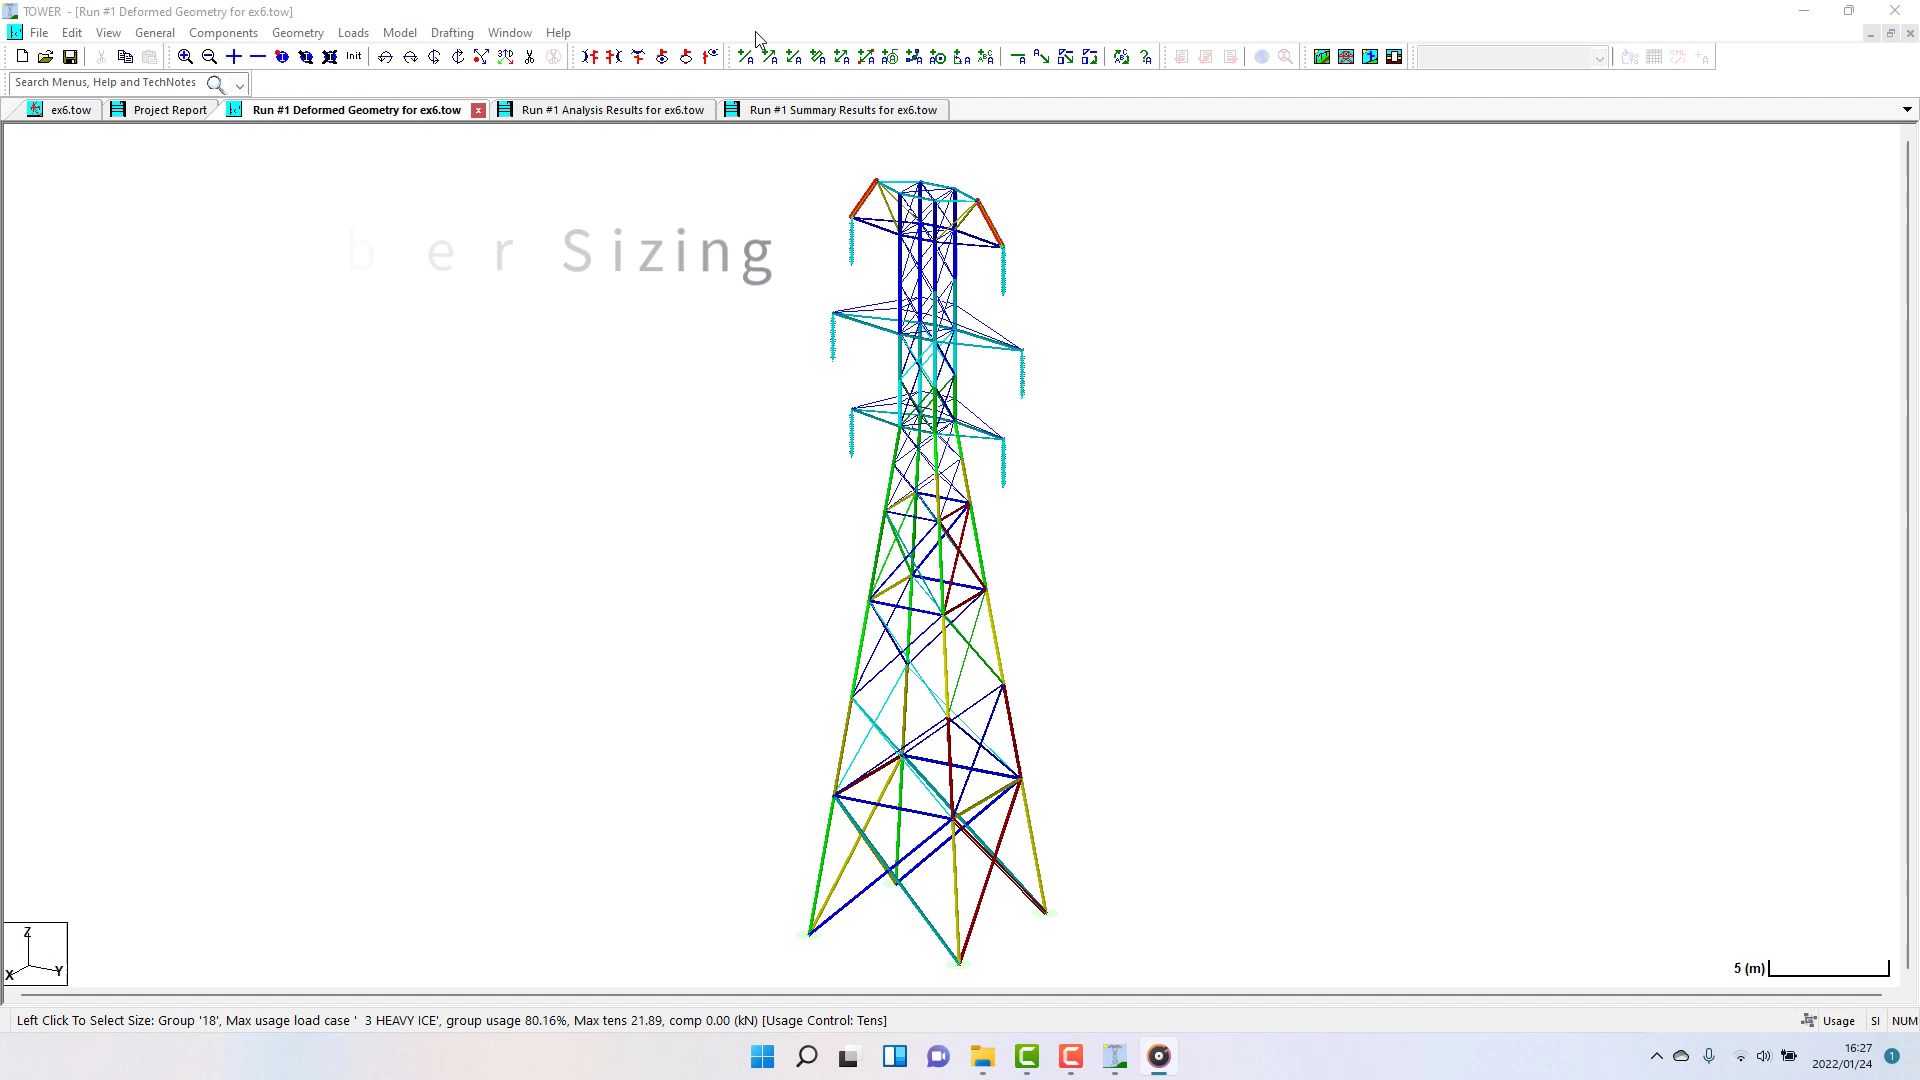 TOWER - [Run #1 Deformed Geometry for ex6.tow]
File Edit View General Components Geometry Loads Model Drafting Window Help
Init
Search Menus, Help and TechNotes
ex6.tow Project Report Run #1 Deformed Geometry for ex6.tow Run #1 Analysis Results for ex6.tow Run #1 Summary Results for ex6.tow
ber Sizing
Z
X Y
5 (m)
Left Click To Select Size: Group '18', Max usage load case ' 3 HEAVY ICE', group usage 80.16%, Max tens 21.89, comp 0.00 (kN) [Usage Control: Tens]
Usage SI NUM
16:27
2022/01/24
1